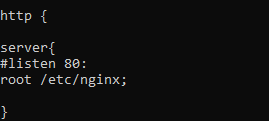 http {
server{
#listen 80:
root /etc/nginx;
}